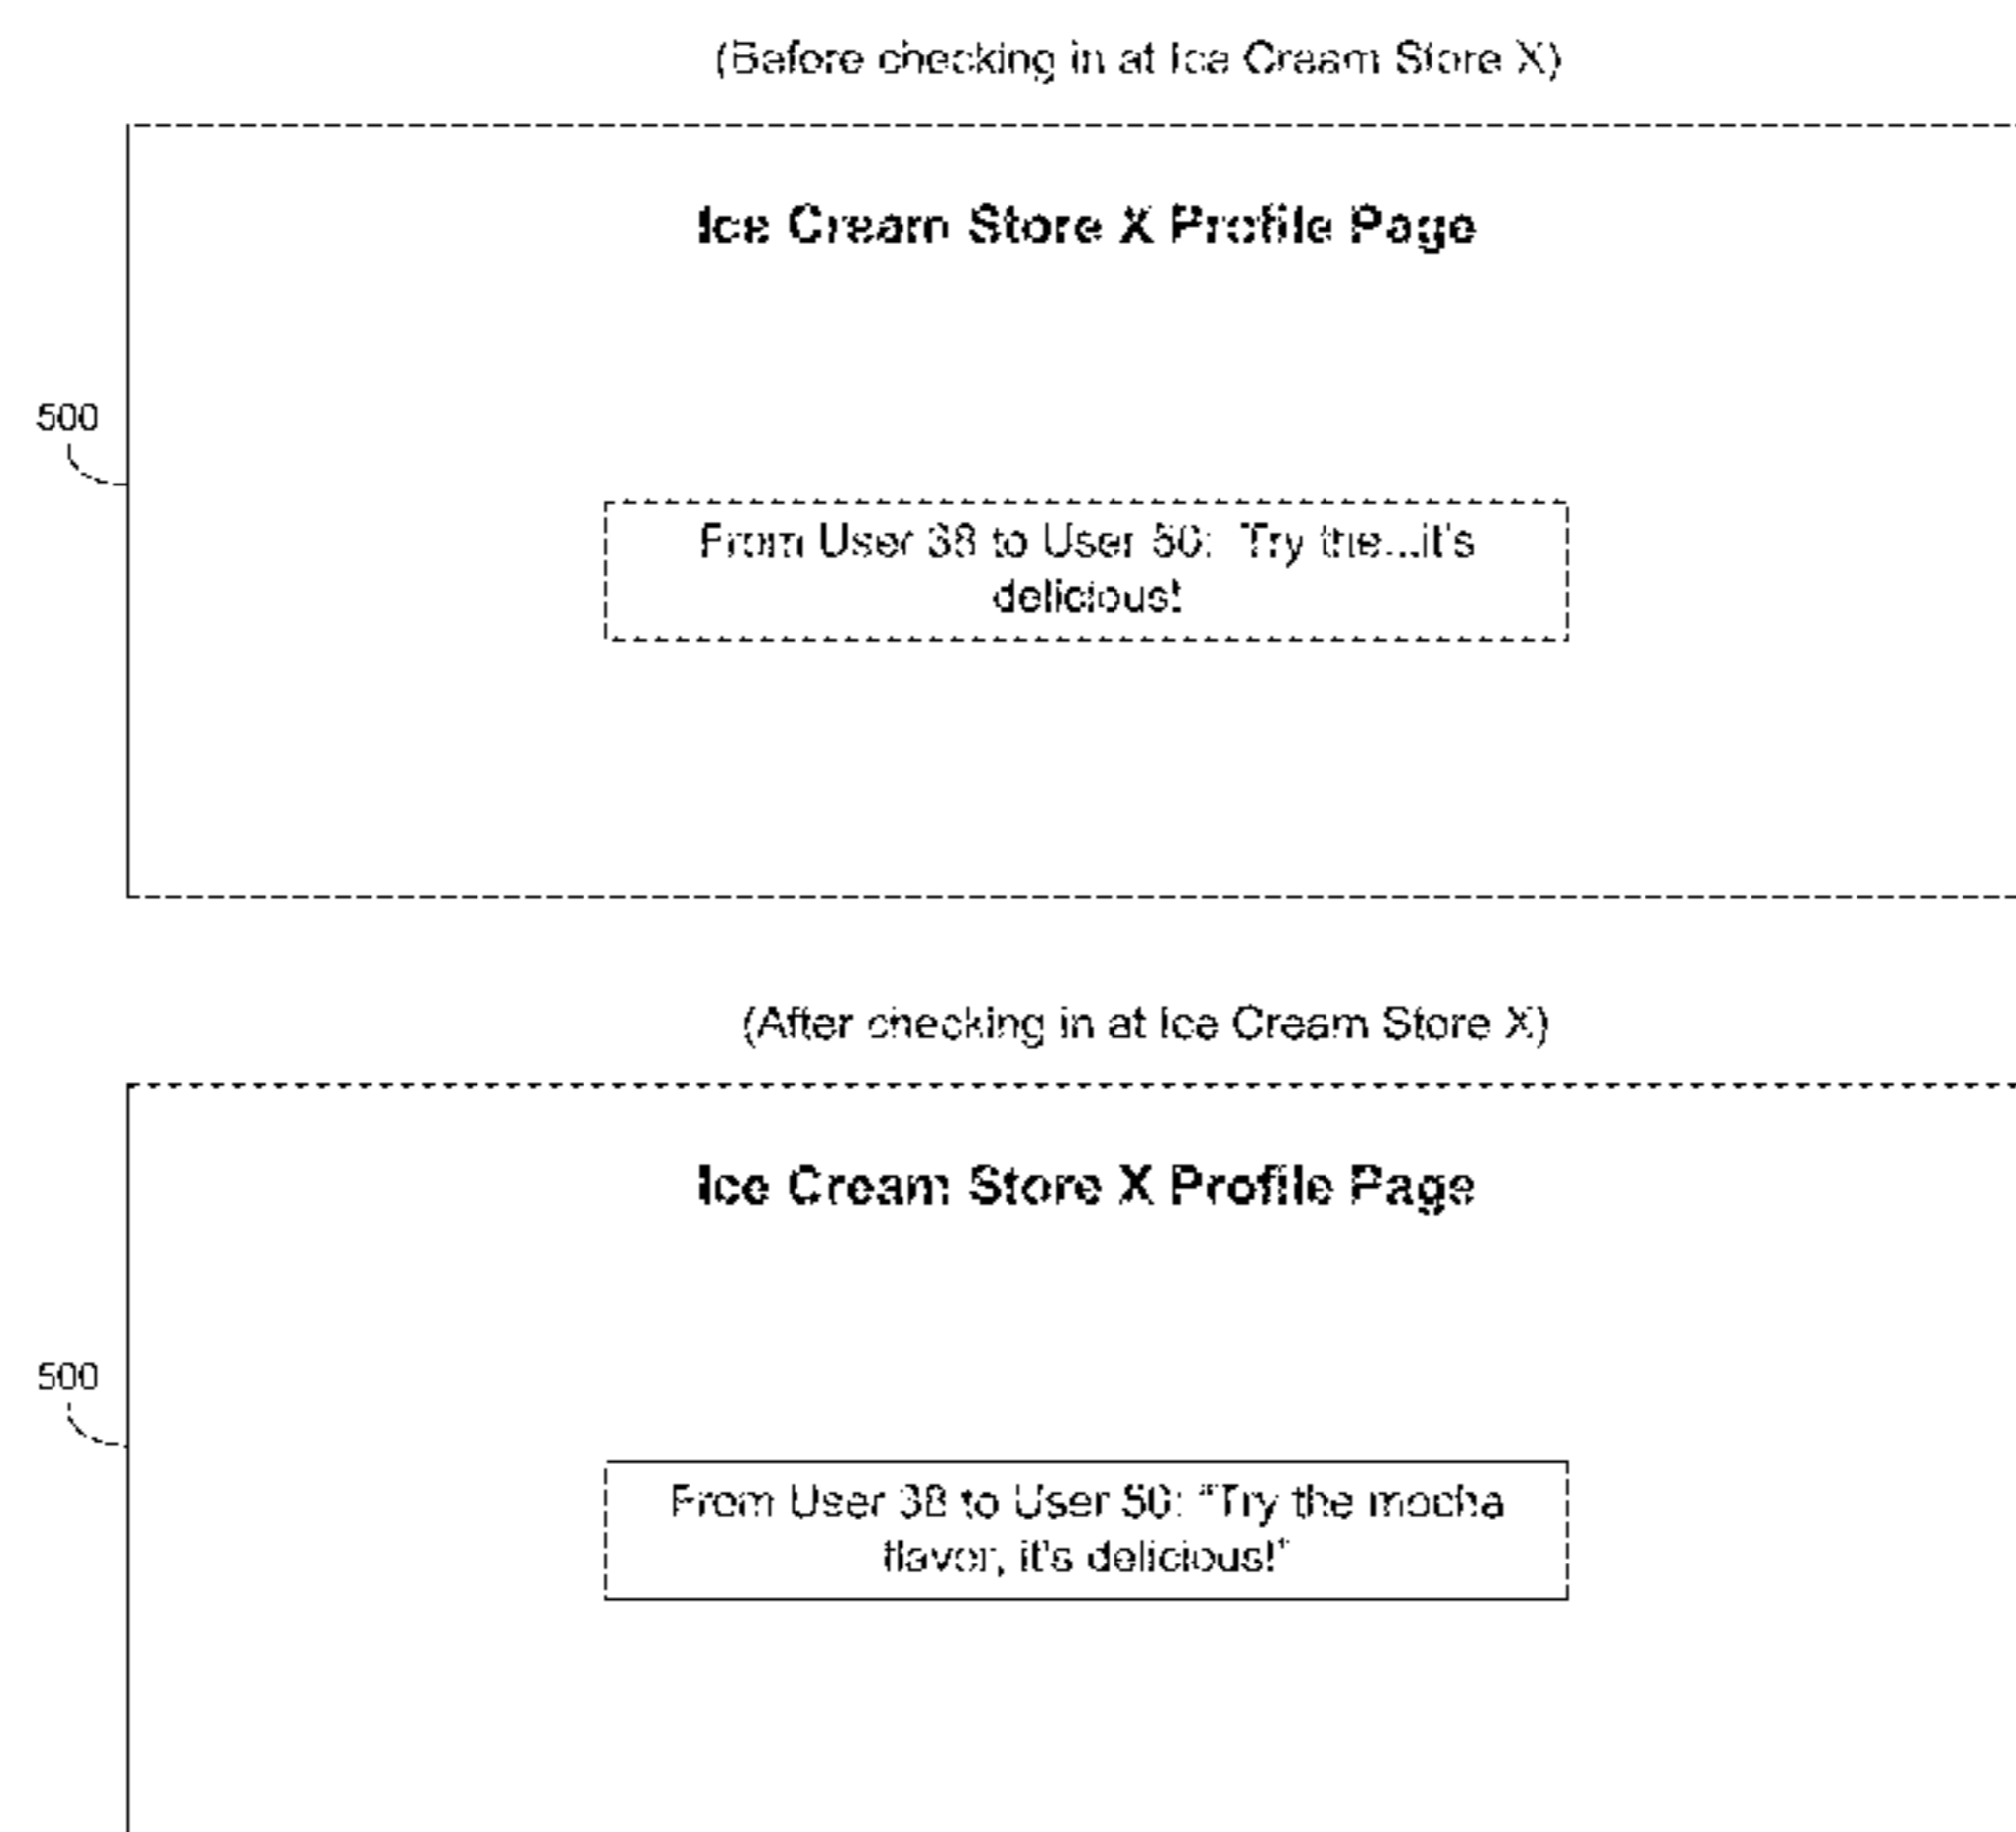 (Before checking in at Ice Cream Store X)
Ice Cream Store X Profile Page
500
From User 38 to User 50: "Try the...it's
delicious!
(After checking in at Ice Cream Store X)
Ice Cream Store X Profile Page
500
From User 38 to User 50: "Try the mocha
flavor, it's delicious!"